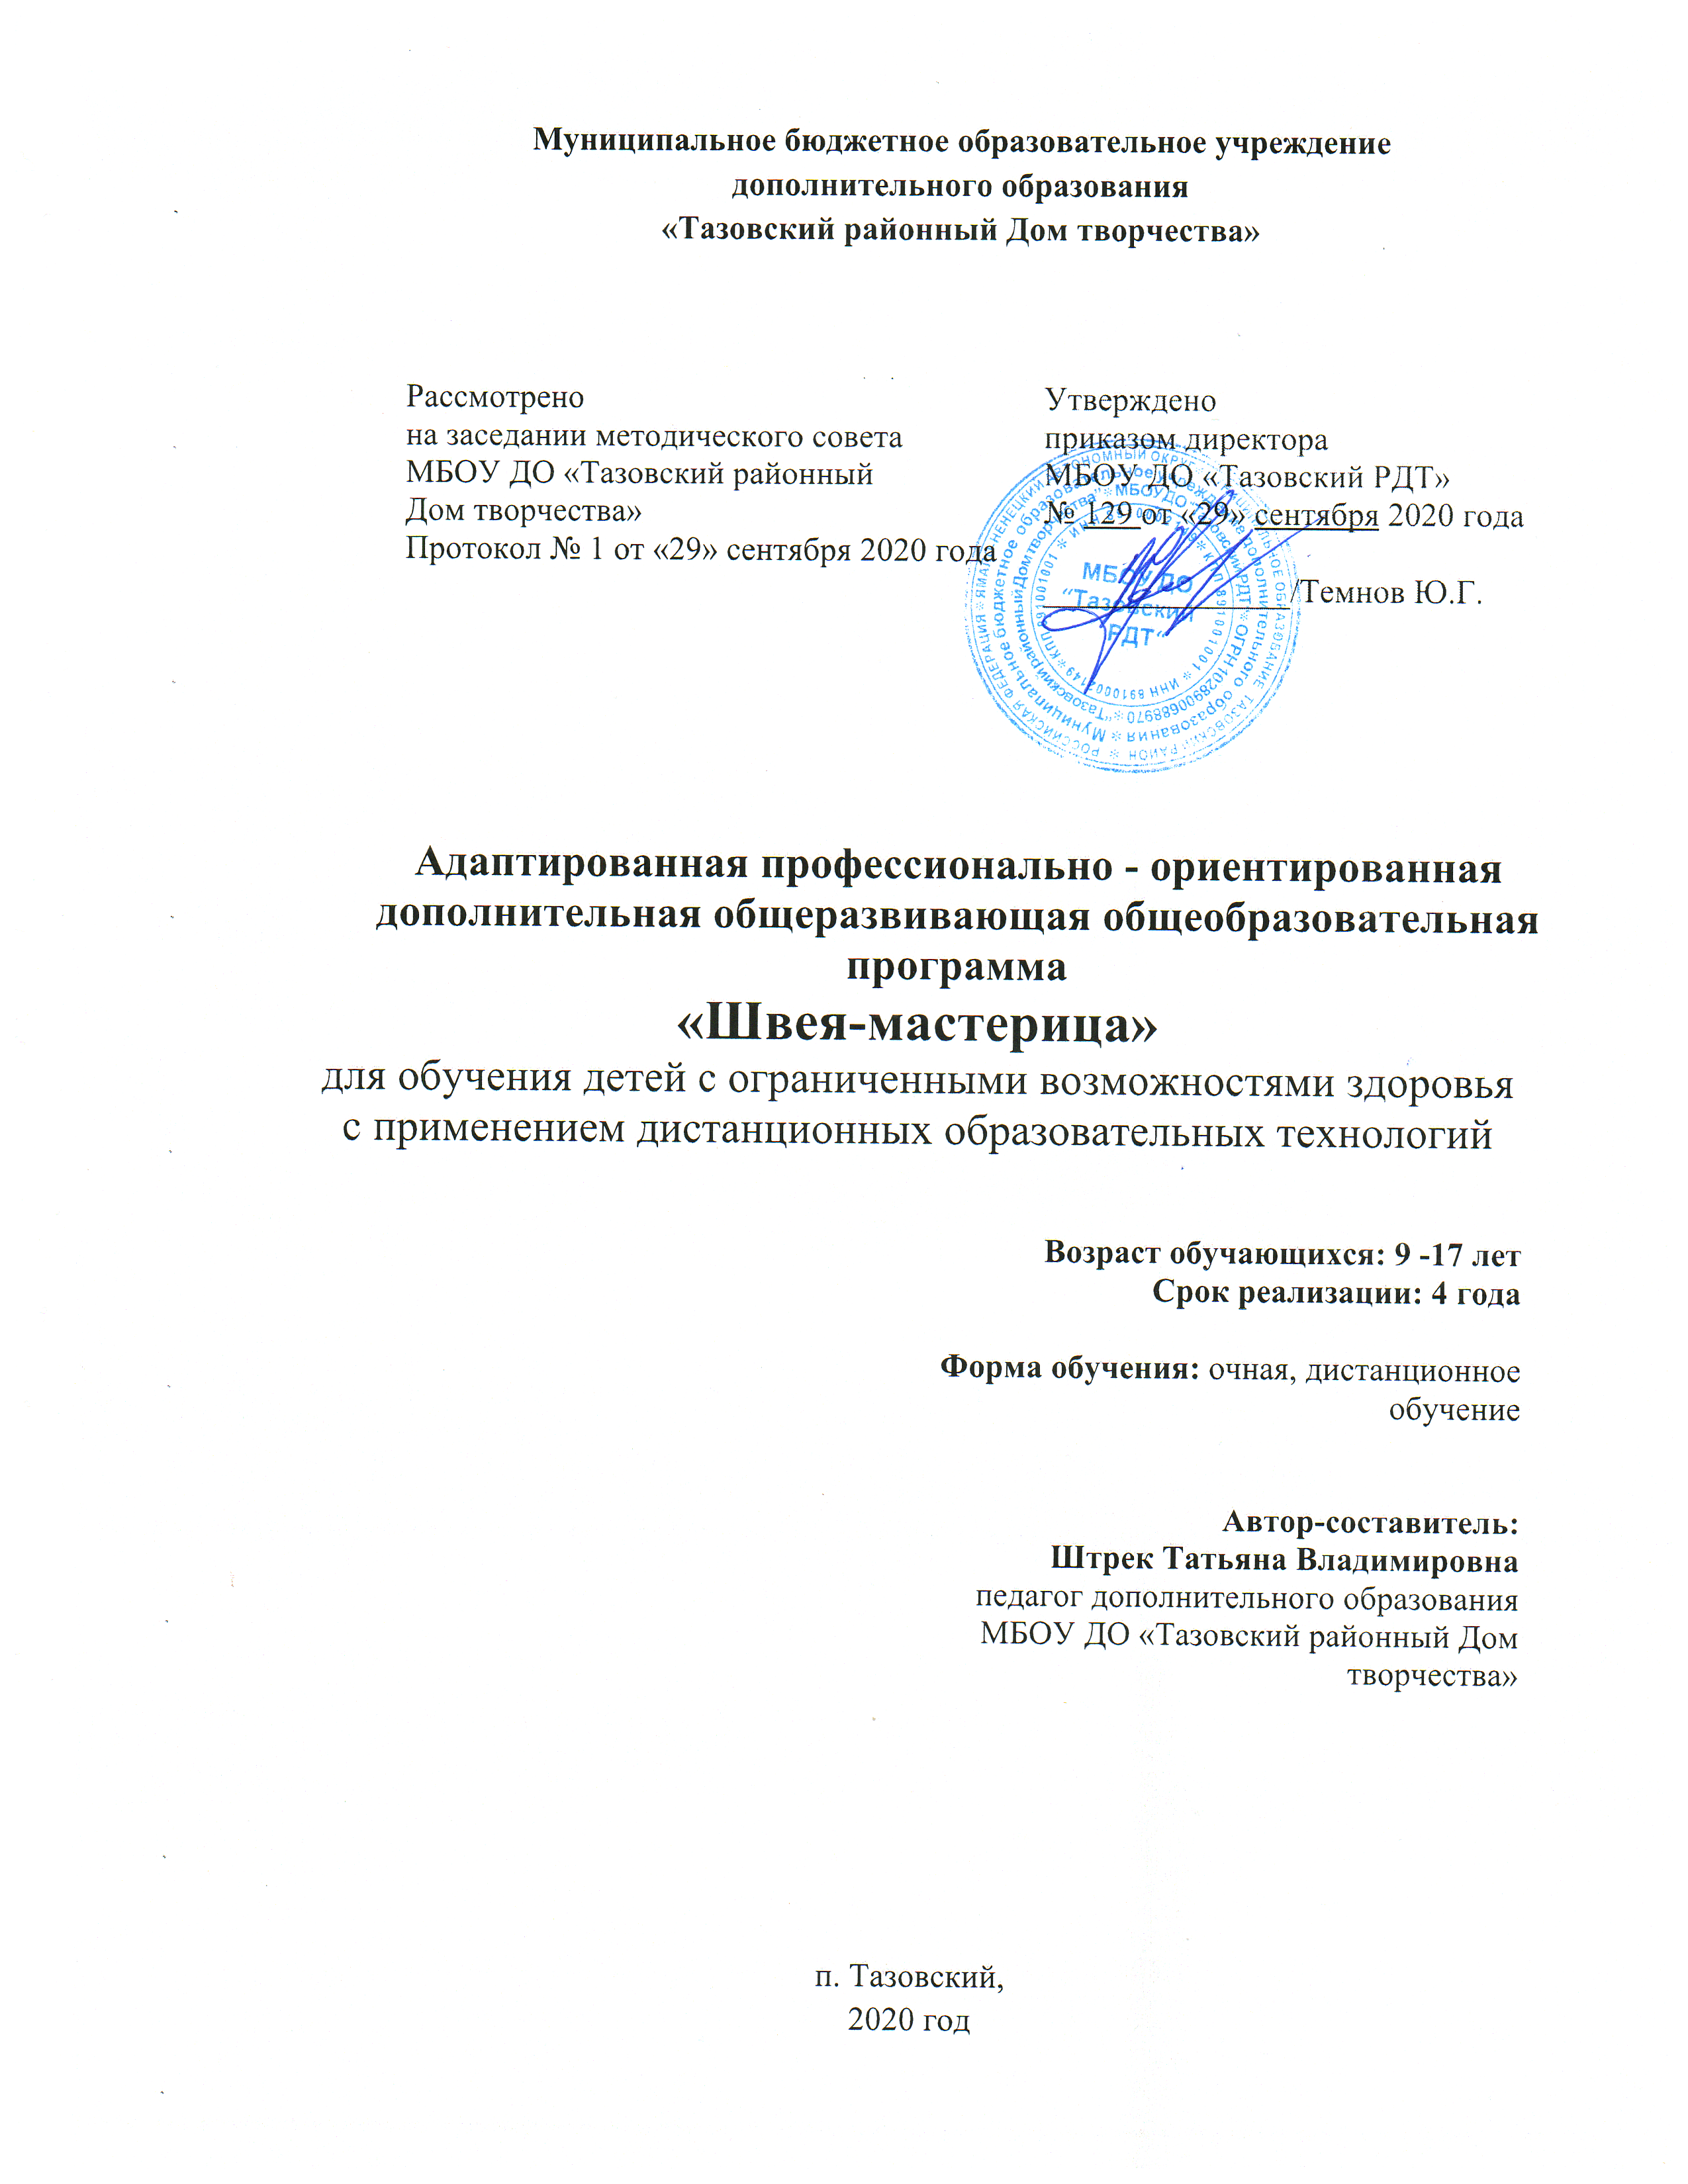 Муниципальное бюджетное образовательное учреждение
дополнительного образования
«Тазовский районный Дом творчества»
Рассмотрено
на заседании методического совета
МБОУ ДО «Тазовский районный
Дом творчества»
Протокол № 1 от «29» сентября 2020 года
Утверждено
приказом директора
МБОУ ДО «Тазовский РДТ»
№ 129 от «29» сентября 2020 года
/Темнов Ю.Г.
МБОУ ДО
“Тазовский
РДТ“
Адаптированная профессионально - ориентированная
дополнительная общеразвивающая общеобразовательная
программа
«Швея-мастерица»
для обучения детей с ограниченными возможностями здоровья
с применением дистанционных образовательных технологий
Возраст обучающихся: 9 -17 лет
Срок реализации: 4 года
Форма обучения: очная, дистанционное
обучение
Автор-составитель:
Штрек Татьяна Владимировна
педагог дополнительного образования
МБОУ ДО «Тазовский районный Дом
творчества»
п. Тазовский,
2020 год